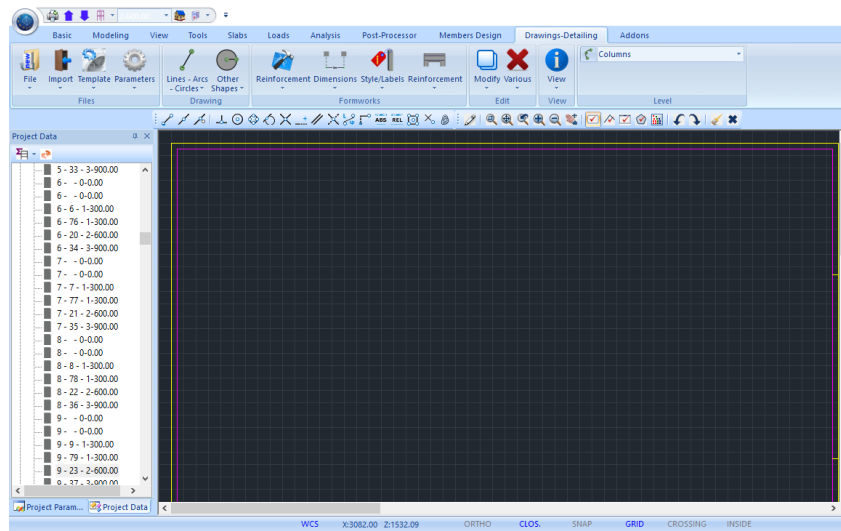 Basic Modeling View Tools Slabs Loads Analysis Post-Processor Members Design Drawings-Detailing Addons
new
Columns
File Import Template Parameters Lines - Arcs - Circles Other Shapes Reinforcement Dimensions Style/Labels Reinforcement Modify Various View
Files Drawing Formworks Edit View Level
ABS REL
Project Data
5 - 33 - 3-900.00
6 - - 0-0.00
6 - - 0-0.00
6 - 6 - 1-300.00
6 - 76 - 1-300.00
6 - 20 - 2-600.00
6 - 34 - 3-900.00
7 - - 0-0.00
7 - - 0-0.00
7 - 7 - 1-300.00
7 - 77 - 1-300.00
7 - 21 - 2-600.00
7 - 35 - 3-900.00
8 - - 0-0.00
8 - - 0-0.00
8 - 8 - 1-300.00
8 - 78 - 1-300.00
8 - 22 - 2-600.00
8 - 36 - 3-900.00
9 - - 0-0.00
9 - - 0-0.00
9 - 9 - 1-300.00
9 - 79 - 1-300.00
9 - 23 - 2-600.00
9 - 37 - 3-900.00
Project Param... Project Data
WCS X:3082.00 Z:1532.09 ORTHO CLOS. SNAP GRID CROSSING INSIDE